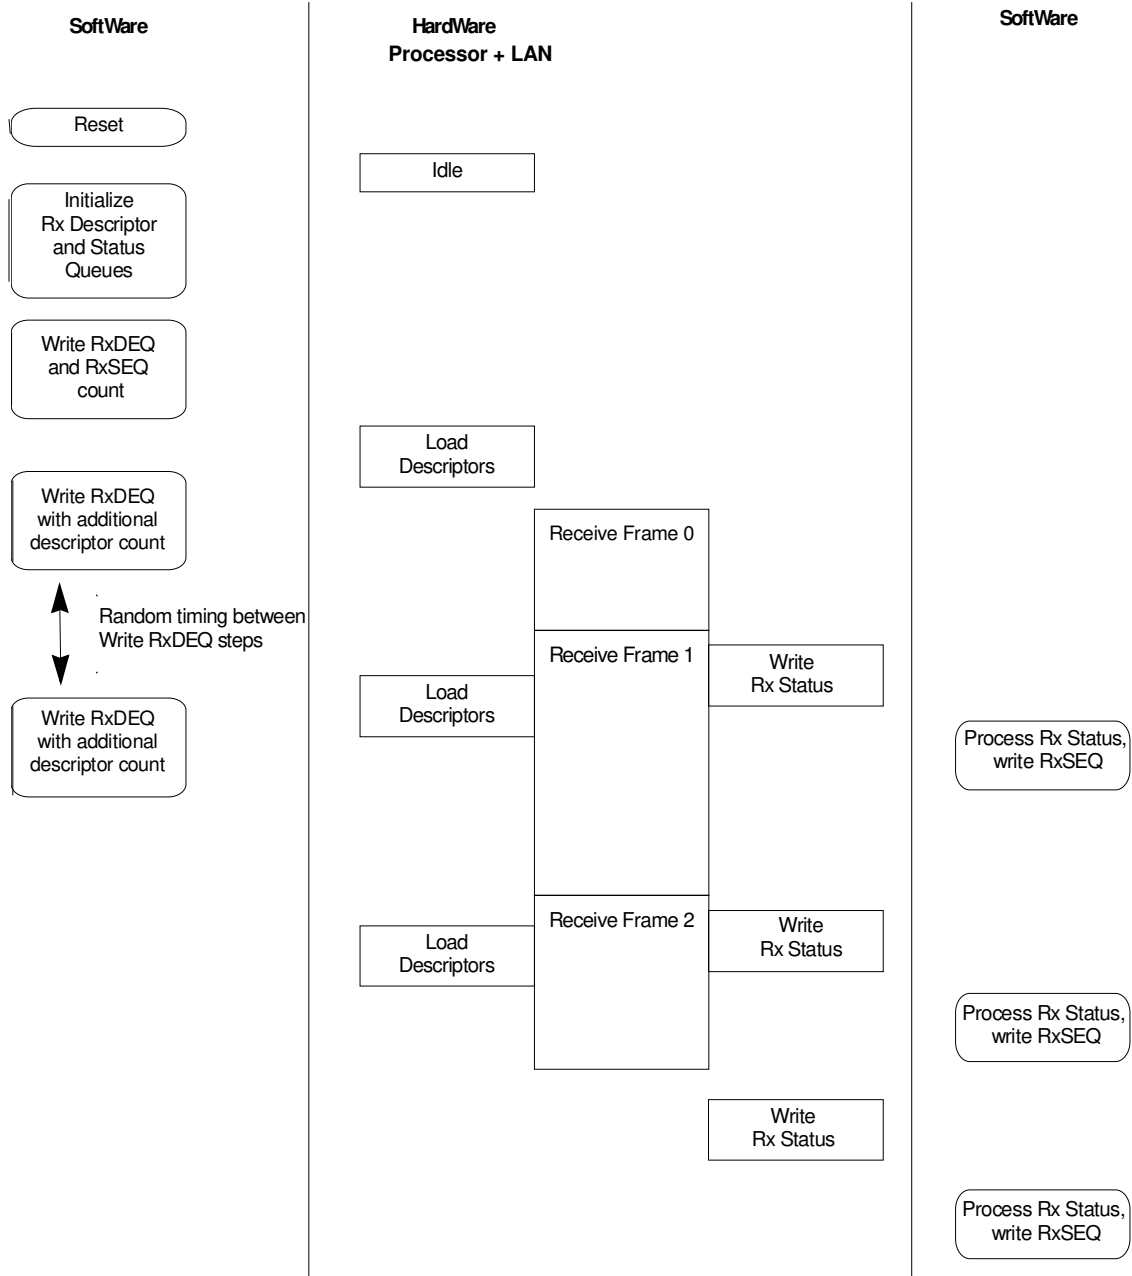 SoftWare
HardWare
Processor + LAN
SoftWare
Reset
Idle
Initialize
Rx Descriptor
and Status
Queues
Write RxDEQ
and RxSEQ
count
Load
Descriptors
Write RxDEQ
with additional
descriptor count
Receive Frame 0
Random timing between
Write RxDEQ steps
Receive Frame 1
Write
Rx Status
Load
Descriptors
Write RxDEQ
with additional
descriptor count
Process Rx Status,
write RxSEQ
Receive Frame 2
Write
Rx Status
Load
Descriptors
Process Rx Status,
write RxSEQ
Write
Rx Status
Process Rx Status,
write RxSEQ